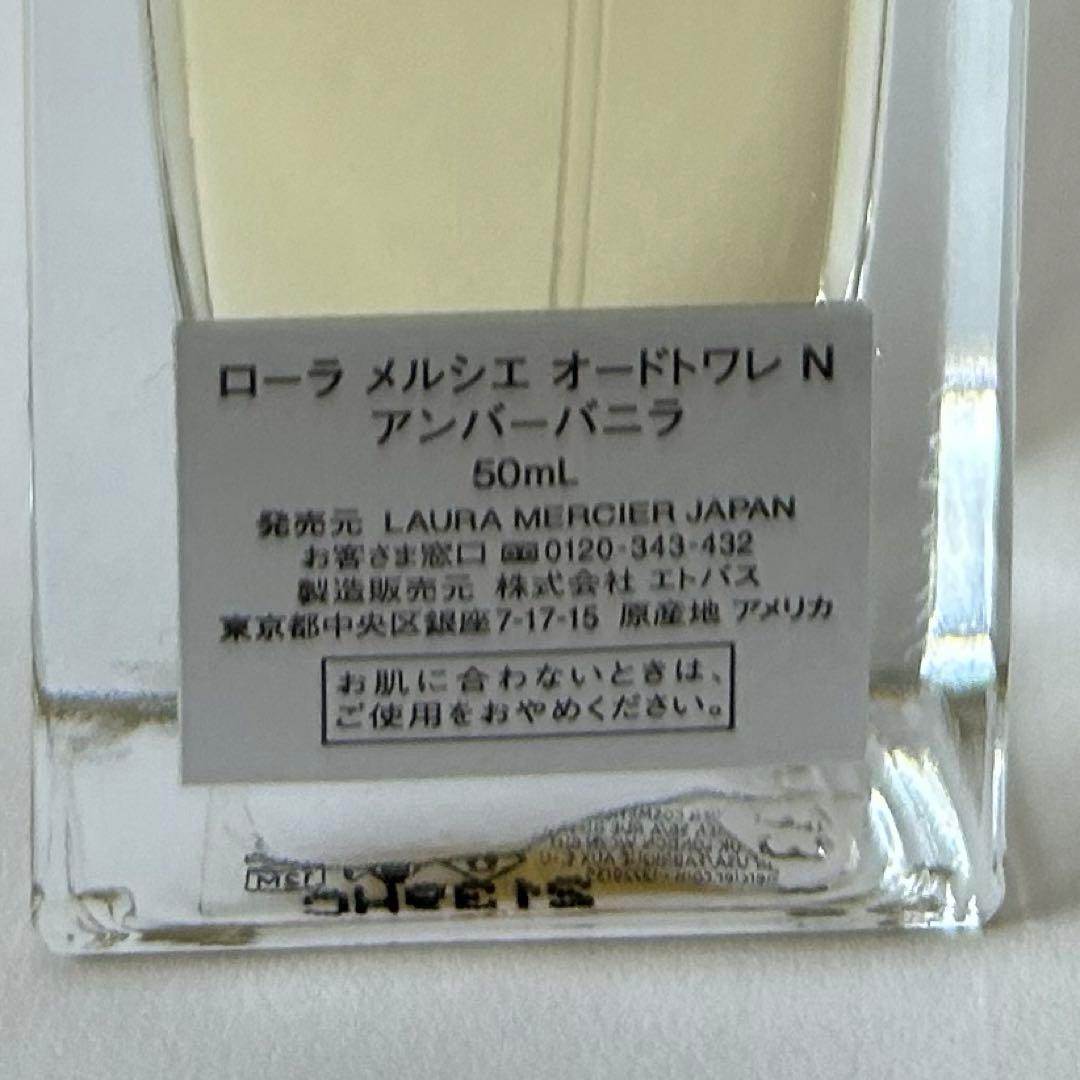 ローラ メルシエ オードトワレ N
アンバーバニラ
50mL
発売元 LAURA MERCIER JAPAN
お客さま窓口 0120-343-432
製造販売元 株式会社 エトバス
東京都中央区銀座7-17-15 原産地 アメリカ
お肌に合わないときは、
ご使用をおやめください。